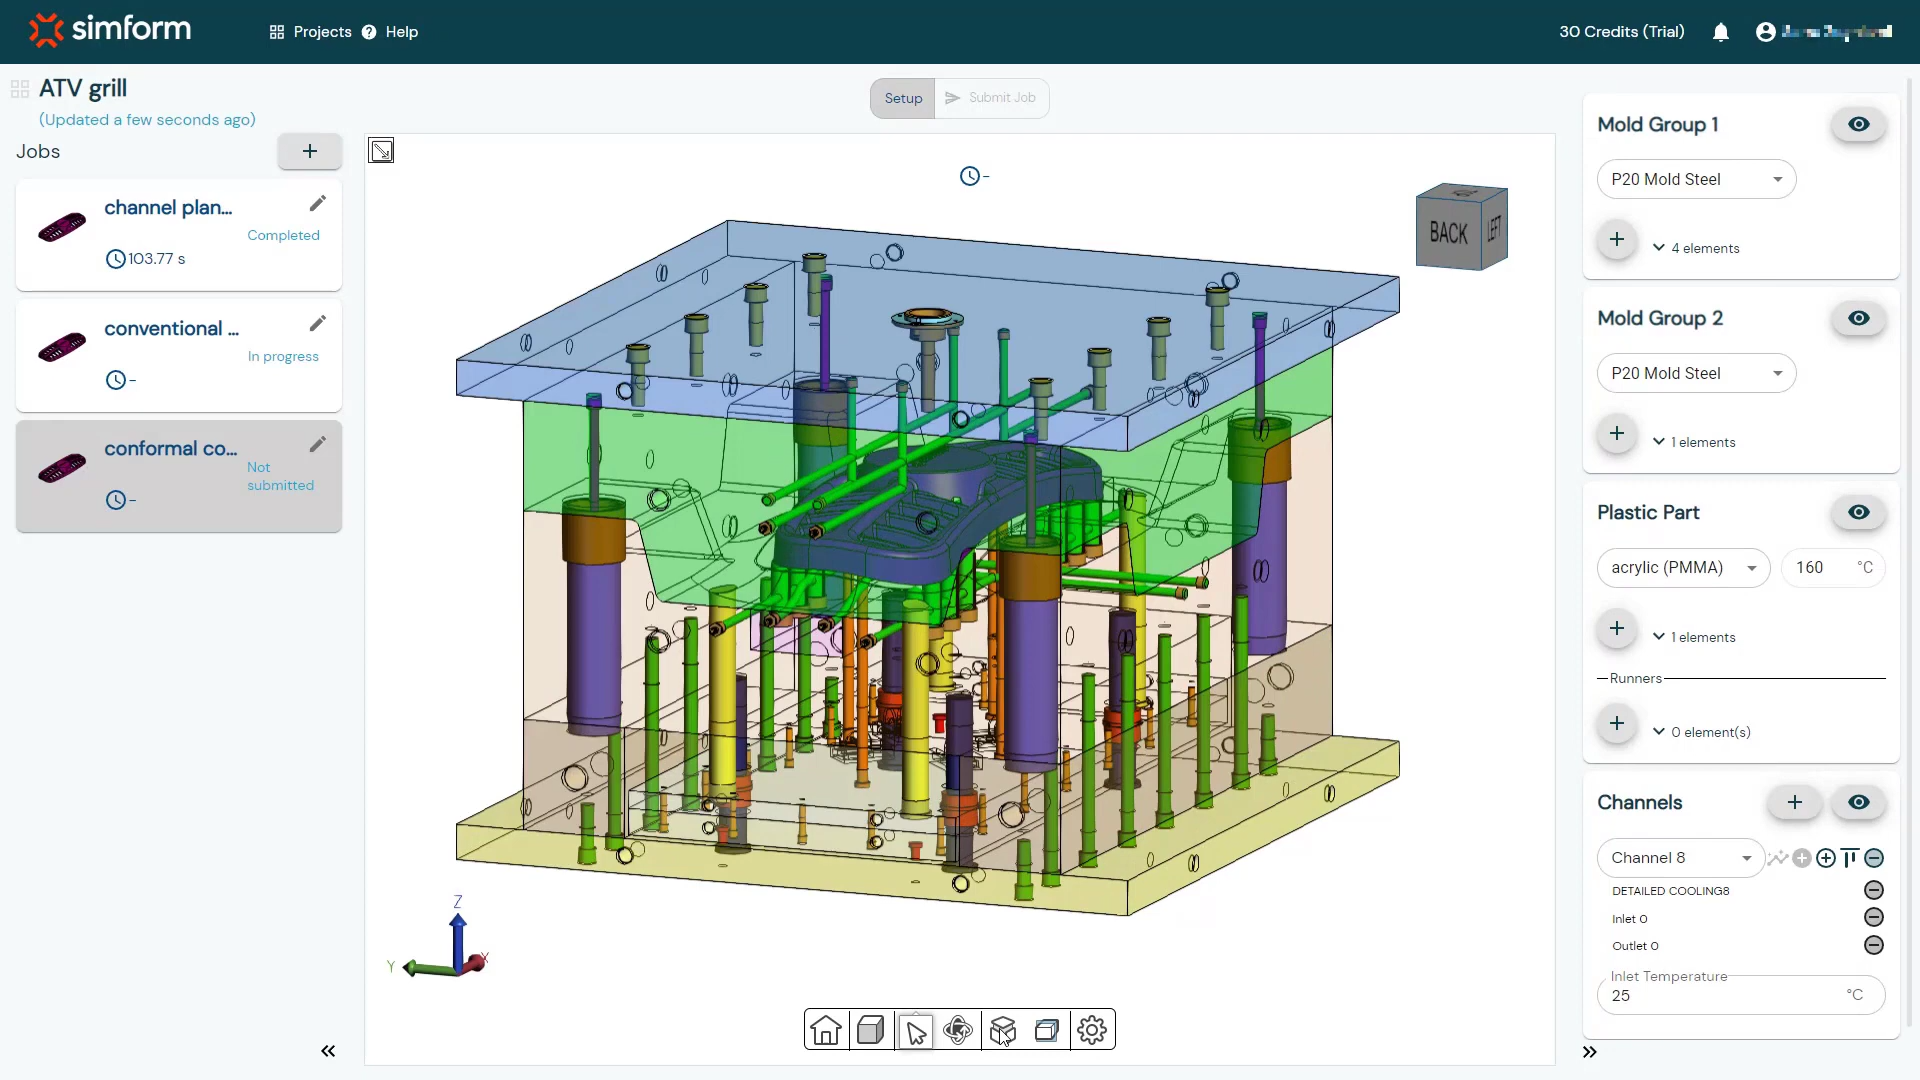 simform
Projects
Help
30 Credits (Trial)
ATV grill
(Updated a few seconds ago)
Setup
Submit Job
Jobs
channel plan...
Completed
103.77 s
conventional ...
In progress
-
conformal co...
Not
submitted
-
-
BACK
LEFT
Z
Y
X
Mold Group 1
P20 Mold Steel
4 elements
Mold Group 2
P20 Mold Steel
1 elements
Plastic Part
acrylic (PMMA)
160 °C
1 elements
Runners
0 element(s)
Channels
Channel 8
DETAILED COOLING8
Inlet 0
Outlet 0
Inlet Temperature
25 °C